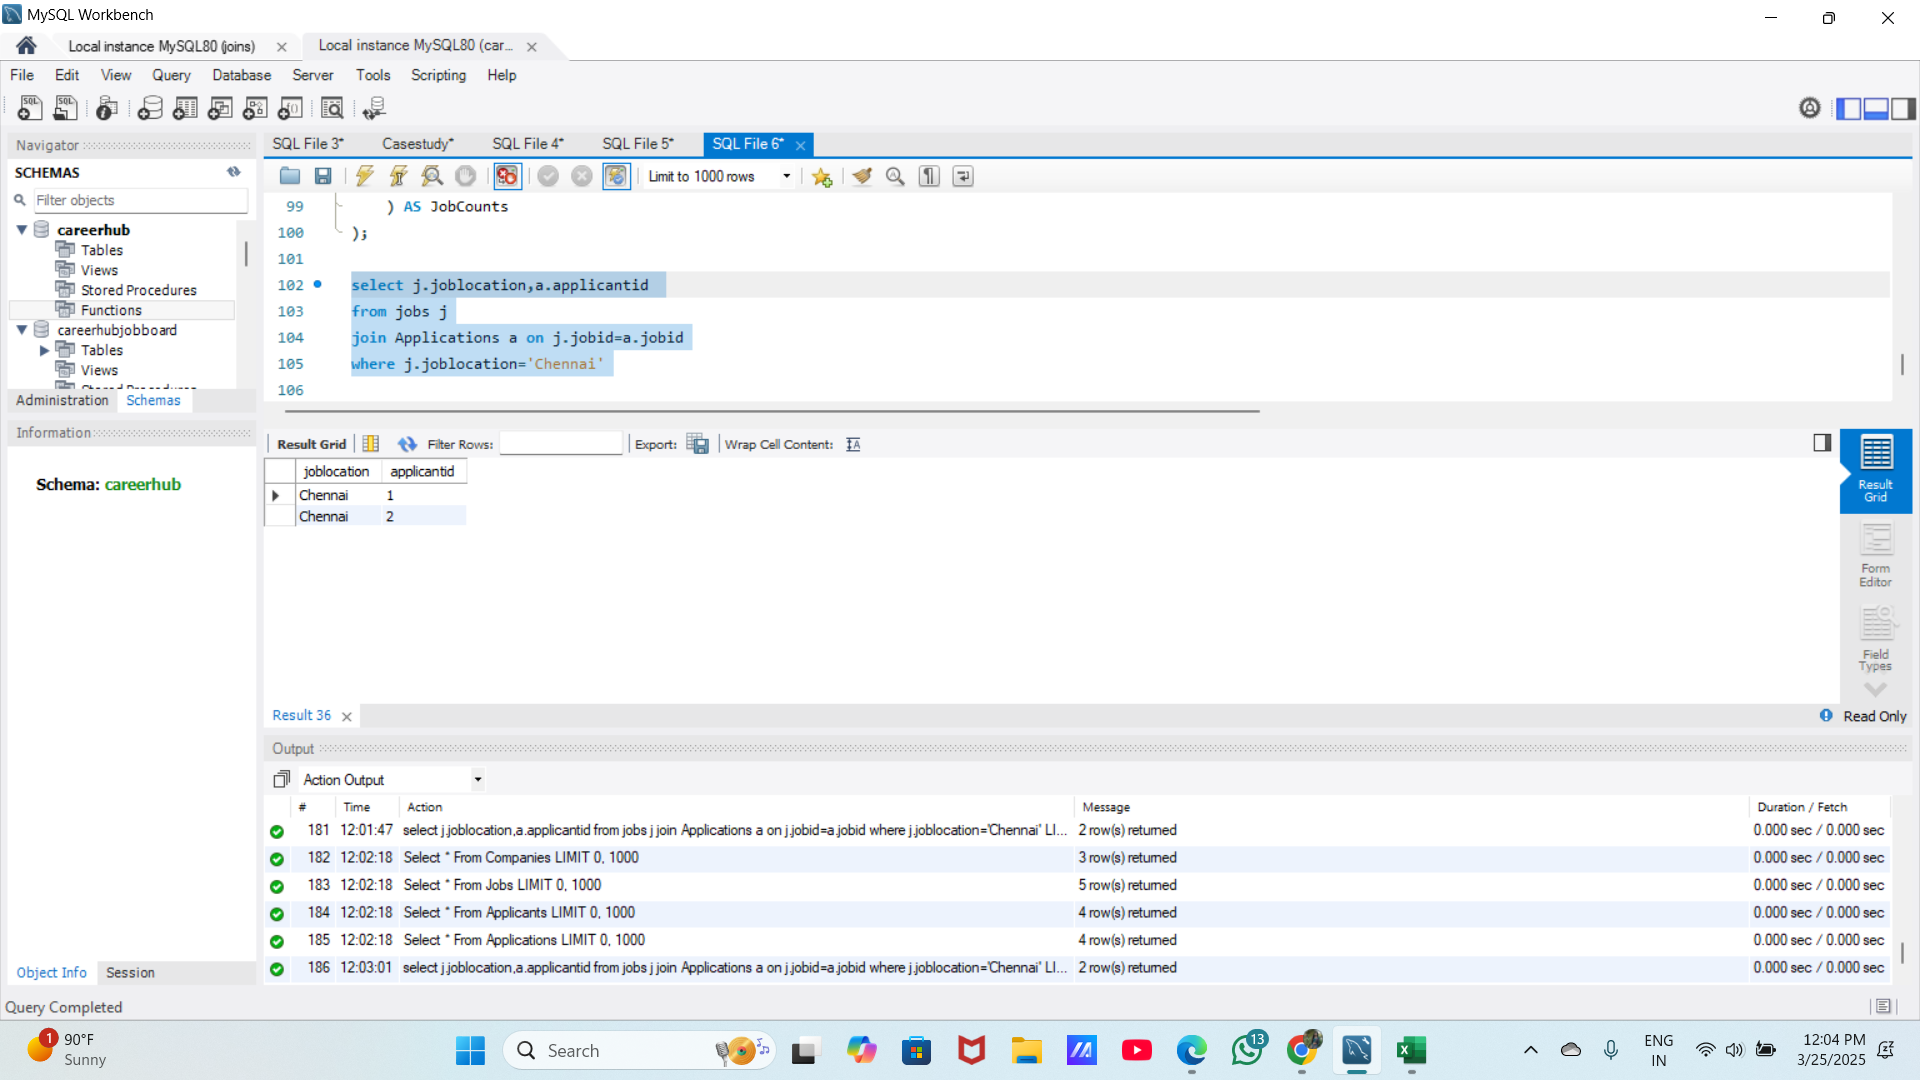 MySQL Workbench
Local instance MySQL80 (joins)
Local instance MySQL80 (car...
File Edit View Query Database Server Tools Scripting Help
Navigator
SCHEMAS
Filter objects
careerhub
Tables
Views
Stored Procedures
Functions
careerhubjobboard
Tables
Views
Stored Procedures
Administration Schemas
Information
Schema: careerhub
Object Info Session
Query Completed
SQL File 3* Casestudy* SQL File 4* SQL File 5* SQL File 6*
Limit to 1000 rows
99 ) AS JobCounts
100 );
101
102 select j.joblocation,a.applicantid
103 from jobs j
104 join Applications a on j.jobid=a.jobid
105 where j.joblocation='Chennai'
106
Result Grid Filter Rows: Export: Wrap Cell Content:
joblocation applicantid
Chennai 1
Chennai 2
Result Grid
Form Editor
Field Types
Result 36
Read Only
Output
Action Output
# Time Action Message Duration / Fetch
181 12:01:47 select j.joblocation,a.applicantid from jobs j join Applications a on j.jobid=a.jobid where j.joblocation='Chennai' LI... 2 row(s) returned 0.000 sec / 0.000 sec
182 12:02:18 Select * From Companies LIMIT 0, 1000 3 row(s) returned 0.000 sec / 0.000 sec
183 12:02:18 Select * From Jobs LIMIT 0, 1000 5 row(s) returned 0.000 sec / 0.000 sec
184 12:02:18 Select * From Applicants LIMIT 0, 1000 4 row(s) returned 0.000 sec / 0.000 sec
185 12:02:18 Select * From Applications LIMIT 0, 1000 4 row(s) returned 0.000 sec / 0.000 sec
186 12:03:01 select j.joblocation,a.applicantid from jobs j join Applications a on j.jobid=a.jobid where j.joblocation='Chennai' LI... 2 row(s) returned 0.000 sec / 0.000 sec
1
90°F
Sunny
Search
13
ENG
IN
12:04 PM
3/25/2025